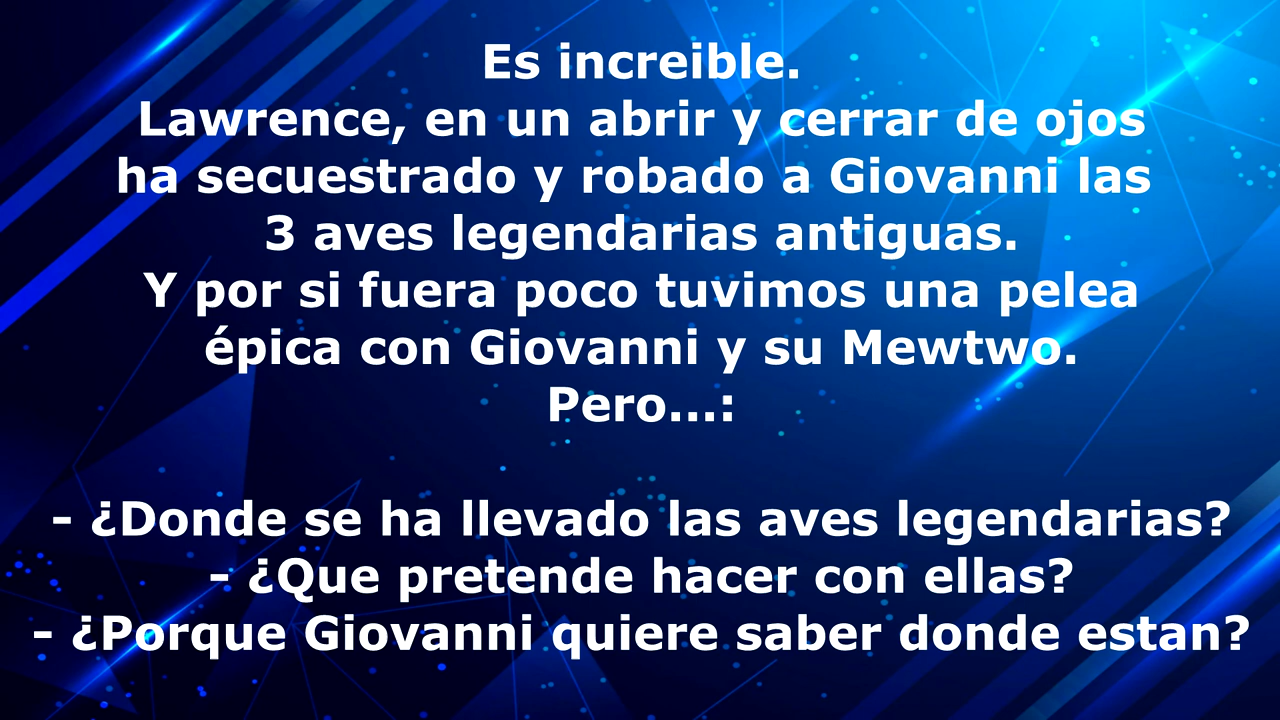 Es increible.
Lawrence, en un abrir y cerrar de ojos
ha secuestrado y robado a Giovanni las
3 aves legendarias antiguas.
Y por si fuera poco tuvimos una pelea
épica con Giovanni y su Mewtwo.
Pero...:
- ¿Donde se ha llevado las aves legendarias?
- ¿Que pretende hacer con ellas?
- ¿Porque Giovanni quiere saber donde estan?